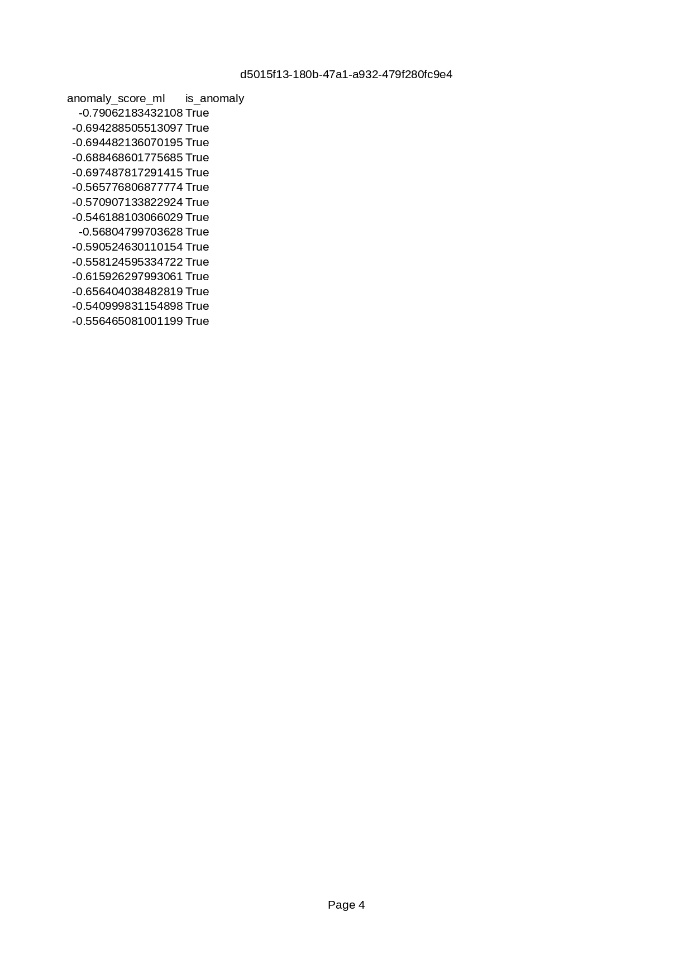 d5015f13-180b-47a1-a932-479f280fc9e4
anomaly_score_ml is_anomaly
-0.79062183432108 True
-0.694288505513097 True
-0.694482136070195 True
-0.688468601775685 True
-0.697487817291415 True
-0.565776806877774 True
-0.570907133822924 True
-0.546188103066029 True
-0.56804799703628 True
-0.590524630110154 True
-0.558124595334722 True
-0.615926297993061 True
-0.656404038482819 True
-0.540999831154898 True
-0.556465081001199 True
Page 4